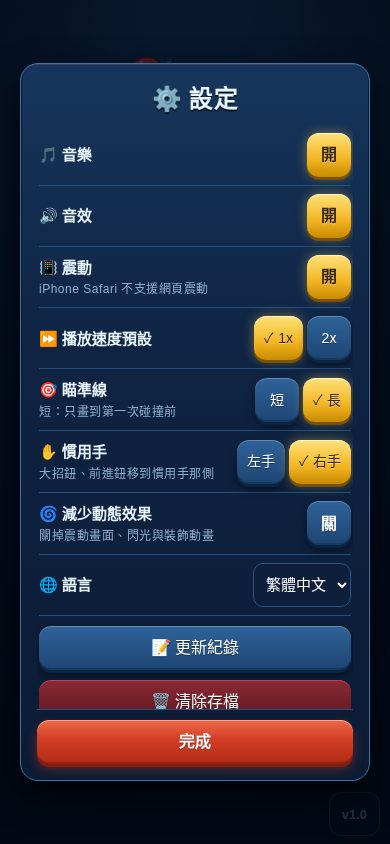 ⚙️ 設定
🎵 音樂
開
🔊 音效
開
📳 震動
iPhone Safari 不支援網頁震動
開
⏩ 播放速度預設
✓ 1x
2x
🎯 瞄準線
短：只畫到第一次碰撞前
短
✓ 長
✋ 慣用手
大招鈕、前進鈕移到慣用手那側
左手
✓ 右手
🌀 減少動態效果
關掉震動畫面、閃光與裝飾動畫
關
🌐 語言
繁體中文
📝 更新紀錄
🗑️ 清除存檔
完成
v1.0